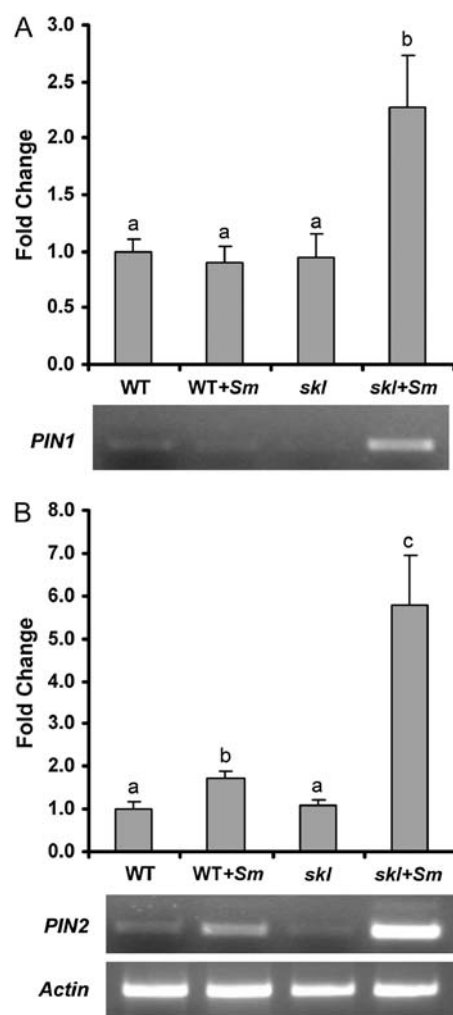 A
Fold Change
3.0
2.5
2.0
1.5
1.0
0.5
0.0
a
a
a
b
WT
WT+Sm
skl
skl+Sm
PIN1
B
Fold Change
8.0
7.0
6.0
5.0
4.0
3.0
2.0
1.0
0.0
a
b
a
c
WT
WT+Sm
skl
skl+Sm
PIN2
Actin